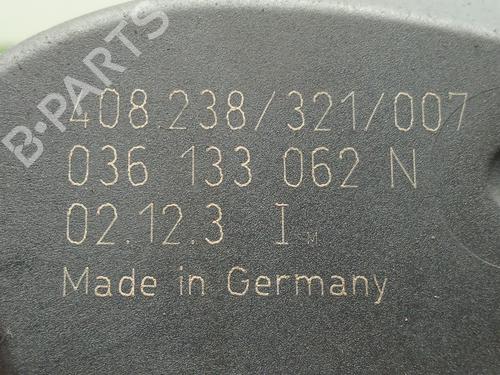 B-PARTS
408 238/321/007
036 133 062 N
02.12.3 I M
Made in Germany